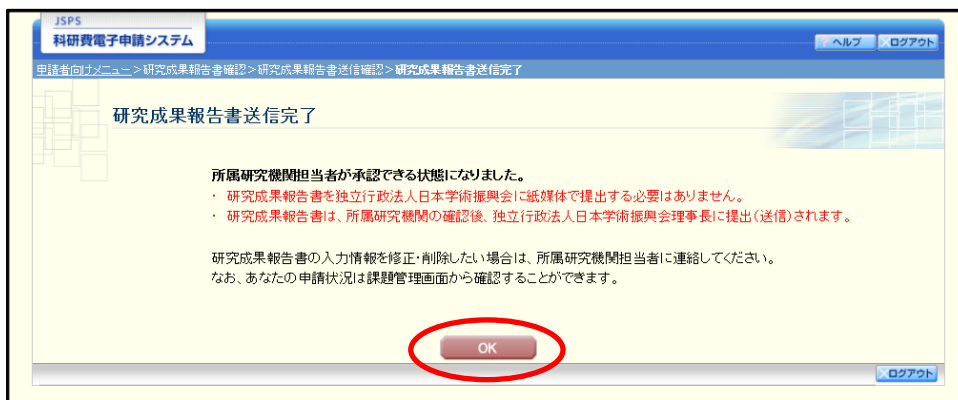 JSPS
科研費電子申請システム
? ヘルプ
ログアウト
申請者向けメニュー>研究成果報告書確認>研究成果報告書送信確認>研究成果報告書送信完了
研究成果報告書送信完了
所属研究機関担当者が承認できる状態になりました。
・ 研究成果報告書を独立行政法人日本学術振興会に紙媒体で提出する必要はありません。
・ 研究成果報告書は、所属研究機関の確認後、独立行政法人日本学術振興会理事長に提出(送信)されます。
研究成果報告書の入力情報を修正・削除したい場合は、所属研究機関担当者に連絡してください。
なお、あなたの申請状況は課題管理画面から確認することができます。
OK
ログアウト